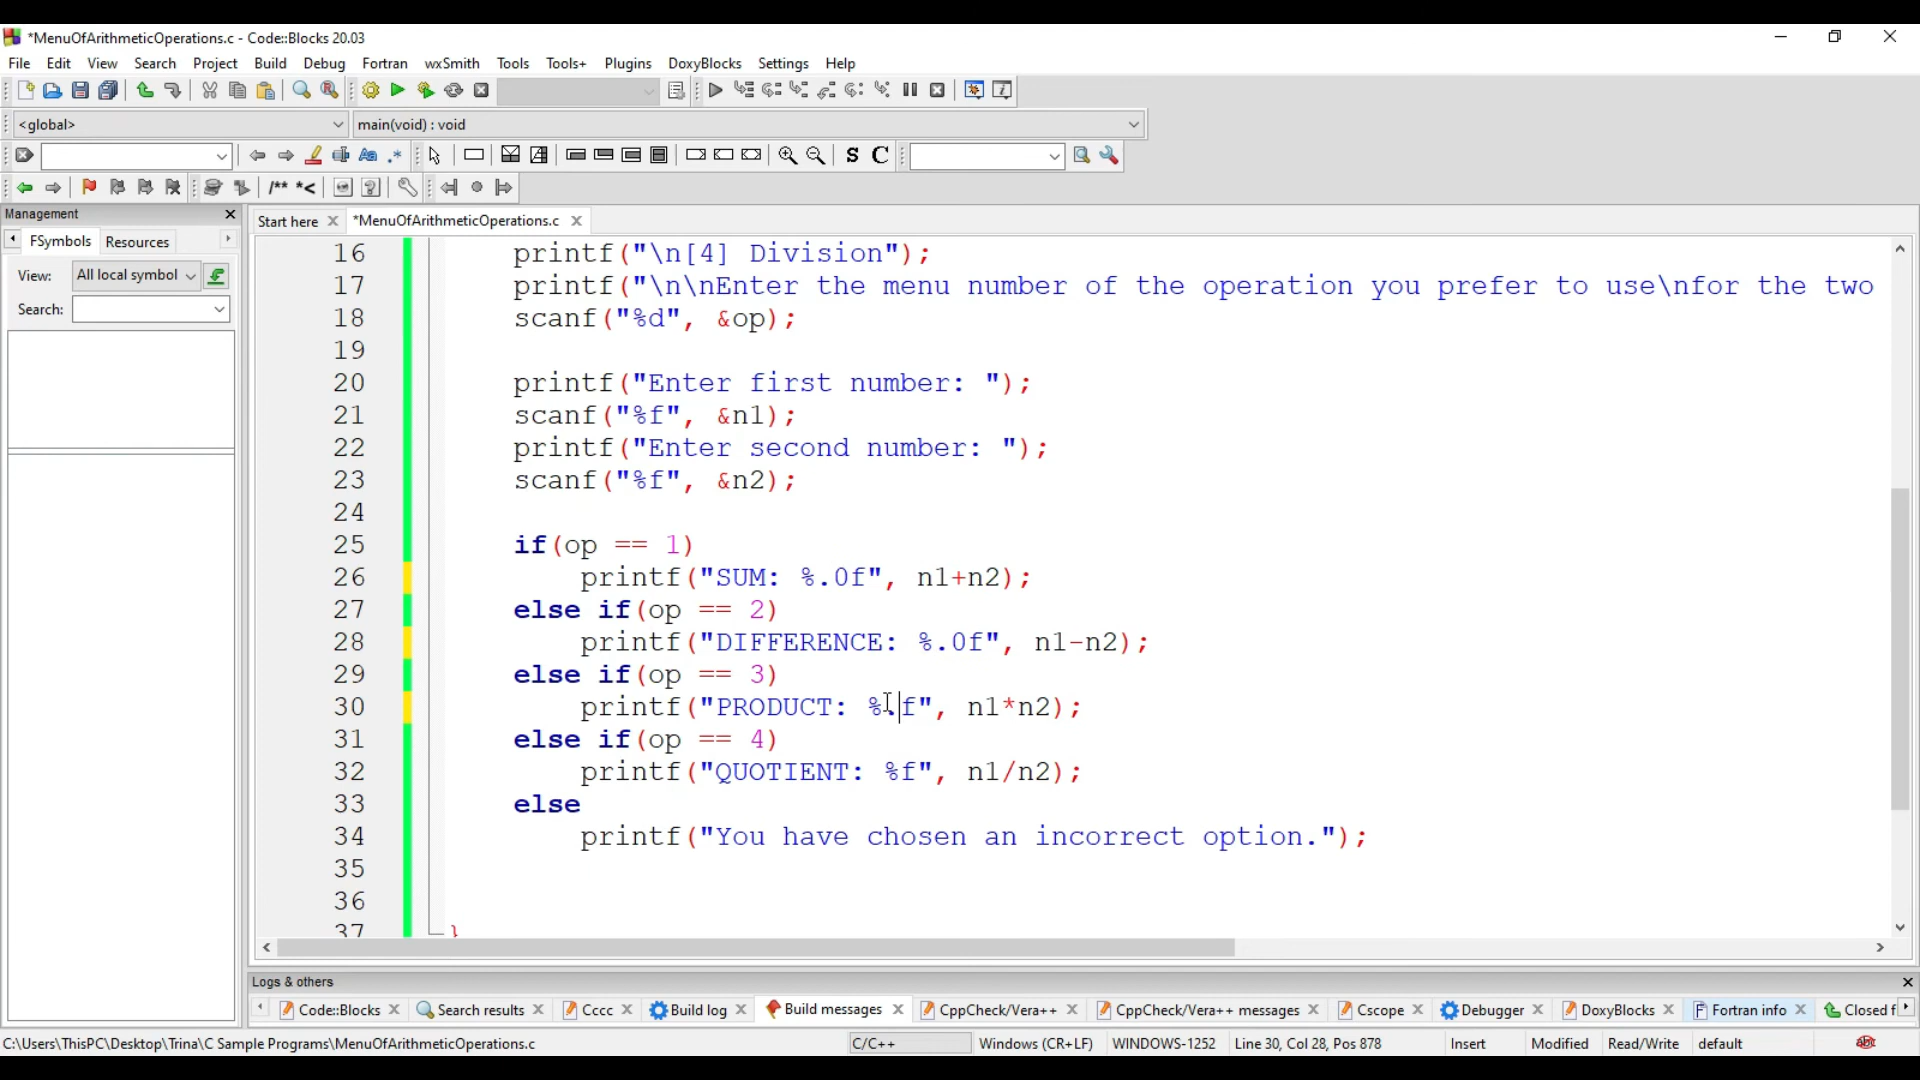 *MenuOfArithmeticOperations.c - Code::Blocks 20.03
File Edit View Search Project Build Debug Fortran wxSmith Tools Tools+ Plugins DoxyBlocks Settings Help
<global> main(void) : void
Management
Start here *MenuOfArithmeticOperations.c
FSymbols Resources
View: All local symbol
Search:
16 printf("\n[4] Division");
17 printf("\n\nEnter the menu number of the operation you prefer to use\nfor the two
18 scanf("%d", &op);
19
20 printf("Enter first number: ");
21 scanf("%f", &n1);
22 printf("Enter second number: ");
23 scanf("%f", &n2);
24
25 if(op == 1)
26 printf("SUM: %.0f", n1+n2);
27 else if(op == 2)
28 printf("DIFFERENCE: %.0f", n1-n2);
29 else if(op == 3)
30 printf("PRODUCT: %.f", n1*n2);
31 else if(op == 4)
32 printf("QUOTIENT: %f", n1/n2);
33 else
34 printf("You have chosen an incorrect option.");
35
36
37 }
Logs & others
Code::Blocks Search results Cccc Build log Build messages CppCheck/Vera++ CppCheck/Vera++ messages Cscope Debugger DoxyBlocks Fortran info Closed f
C:\Users\ThisPC\Desktop\Trina\C Sample Programs\MenuOfArithmeticOperations.c C/C++ Windows (CR+LF) WINDOWS-1252 Line 30, Col 28, Pos 878 Insert Modified Read/Write default